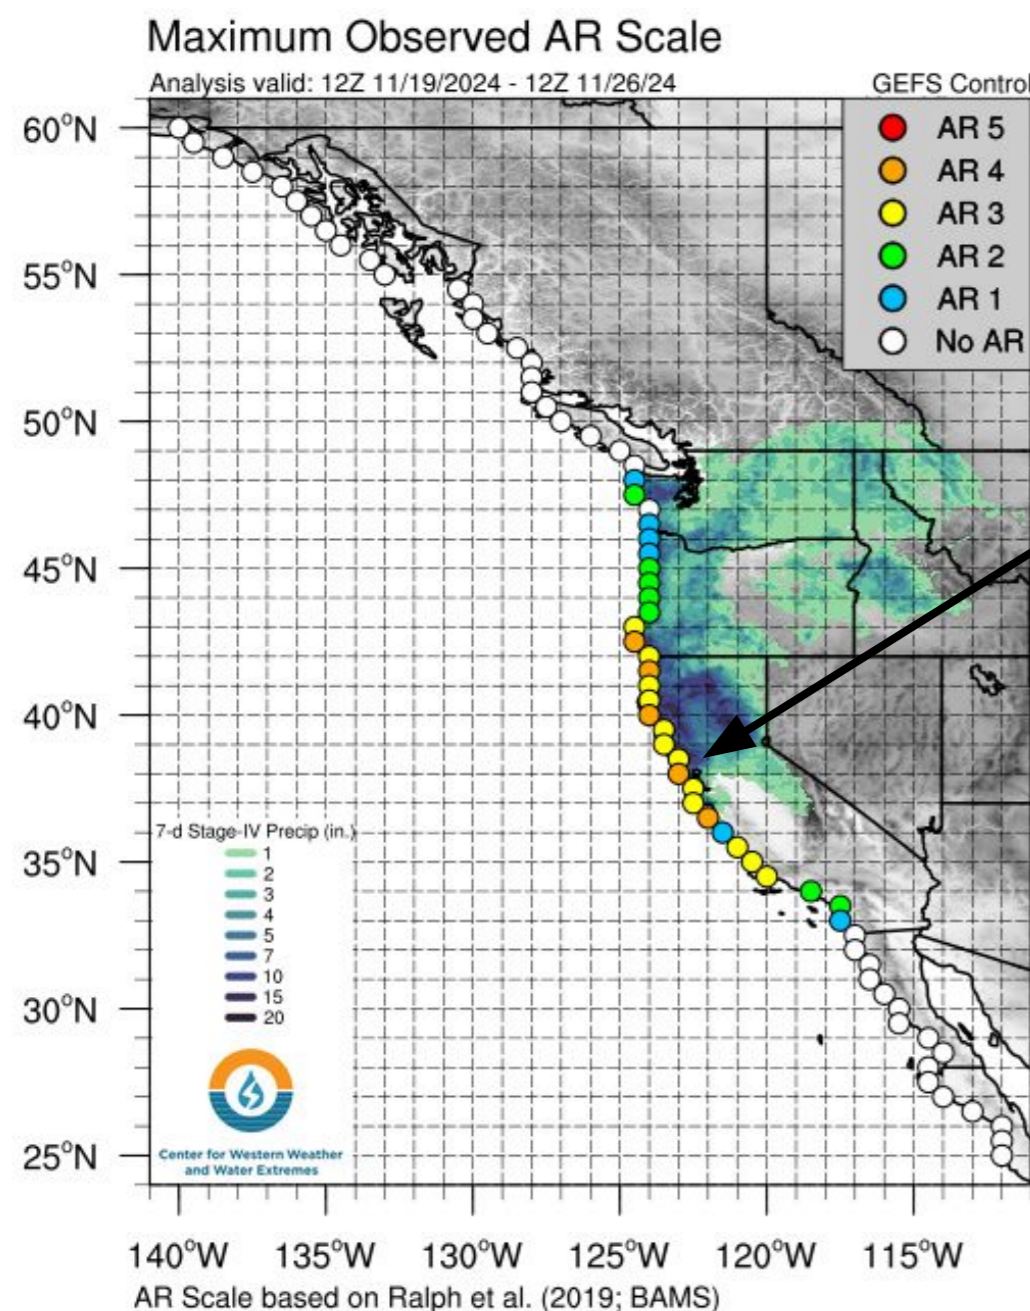 Maximum Observed AR Scale
Analysis valid: 12Z 11/19/2024 - 12Z 11/26/24
GEFS Control
AR 5
AR 4
AR 3
AR 2
AR 1
No AR
60°N
55°N
50°N
45°N
40°N
35°N
30°N
25°N
7-d Stage-IV Precip (in.)
1
2
3
4
5
7
10
15
20
Center for Western Weather
and Water Extremes
140°W 135°W 130°W 125°W 120°W 115°W
AR Scale based on Ralph et al. (2019; BAMS)